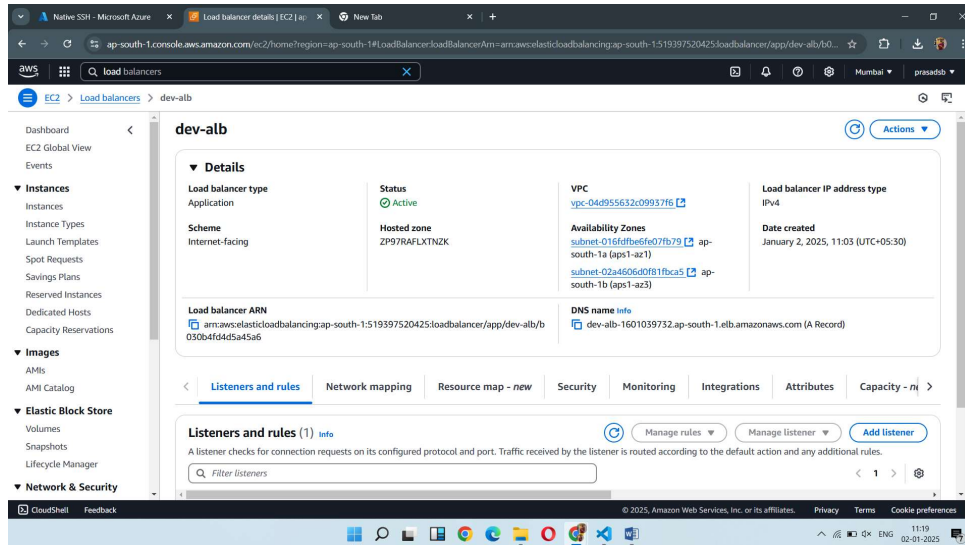 Native SSH - Microsoft Azure
Load balancer details | EC2 | ap
New Tab
ap-south-1.console.aws.amazon.com/ec2/home?region=ap-south-1#LoadBalancer:loadBalancerArn=arn:aws:elasticloadbalancing:ap-south-1:519397520425:loadbalancer/app/dev-alb/b0...
aws
load balancers
Mumbai
prasadsb
EC2 > Load balancers > dev-alb
Dashboard
EC2 Global View
Events
Instances
Instances
Instance Types
Launch Templates
Spot Requests
Savings Plans
Reserved Instances
Dedicated Hosts
Capacity Reservations
Images
AMIs
AMI Catalog
Elastic Block Store
Volumes
Snapshots
Lifecycle Manager
Network & Security
dev-alb
Actions
Details
Load balancer type
Application
Status
Active
VPC
vpc-04d955632c09937f6
Load balancer IP address type
IPv4
Scheme
Internet-facing
Hosted zone
ZP97RAFLXTNZK
Availability Zones
subnet-016fdfbe6fe07fb79 ap-
south-1a (aps1-az1)
subnet-02a4606d0f81fbca5 ap-
south-1b (aps1-az3)
Date created
January 2, 2025, 11:03 (UTC+05:30)
Load balancer ARN
arn:aws:elasticloadbalancing:ap-south-1:519397520425:loadbalancer/app/dev-alb/b
030b4fd4d5a45a6
DNS name Info
dev-alb-1601039732.ap-south-1.elb.amazonaws.com (A Record)
Listeners and rules
Network mapping
Resource map - new
Security
Monitoring
Integrations
Attributes
Capacity -
Listeners and rules (1) Info
Manage rules
Manage listener
Add listener
A listener checks for connection requests on its configured protocol and port. Traffic received by the listener is routed according to the default action and any additional rules.
Filter listeners
1
CloudShell
Feedback
© 2025, Amazon Web Services, Inc. or its affiliates.
Privacy
Terms
Cookie preferences
ENG
11:19
02-01-2025